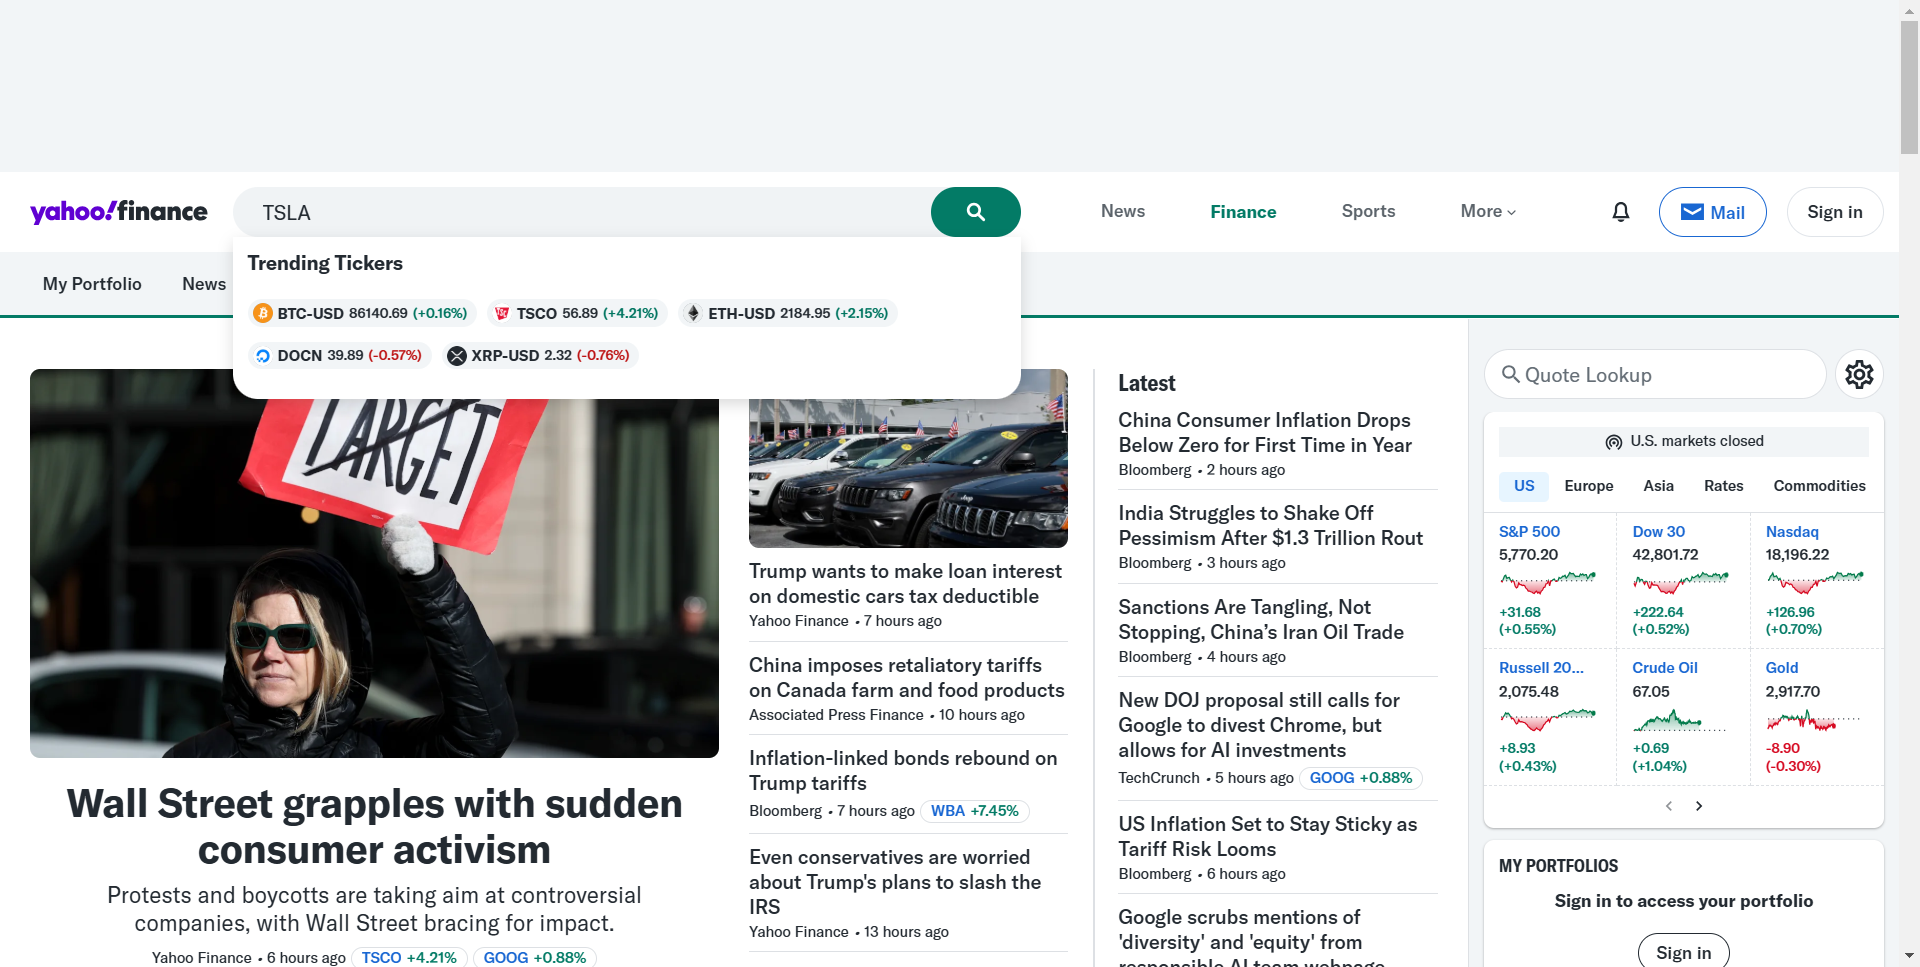 yahoo!finance
TSLA
News
Finance
Sports
More
Mail
Sign in
My Portfolio
News
Trending Tickers
BTC-USD 86140.69 (+0.16%)
TSCO 56.89 (+4.21%)
ETH-USD 2184.95 (+2.15%)
DOCN 39.89 (-0.57%)
XRP-USD 2.32 (-0.76%)
TARGET
Wall Street grapples with sudden
consumer activism
Protests and boycotts are taking aim at controversial
companies, with Wall Street bracing for impact.
Yahoo Finance • 6 hours ago TSCO +4.21% GOOG +0.88%
Jeep
Trump wants to make loan interest
on domestic cars tax deductible
Yahoo Finance • 7 hours ago
China imposes retaliatory tariffs
on Canada farm and food products
Associated Press Finance • 10 hours ago
Inflation-linked bonds rebound on
Trump tariffs
Bloomberg • 7 hours ago WBA +7.45%
Even conservatives are worried
about Trump's plans to slash the
IRS
Yahoo Finance • 13 hours ago
Latest
China Consumer Inflation Drops
Below Zero for First Time in Year
Bloomberg • 2 hours ago
India Struggles to Shake Off
Pessimism After $1.3 Trillion Rout
Bloomberg • 3 hours ago
Sanctions Are Tangling, Not
Stopping, China’s Iran Oil Trade
Bloomberg • 4 hours ago
New DOJ proposal still calls for
Google to divest Chrome, but
allows for AI investments
TechCrunch • 5 hours ago GOOG +0.88%
US Inflation Set to Stay Sticky as
Tariff Risk Looms
Bloomberg • 6 hours ago
Google scrubs mentions of
'diversity' and 'equity' from
responsible AI team webpage
Quote Lookup
U.S. markets closed
US Europe Asia Rates Commodities
S&P 500
5,770.20
+31.68
(+0.55%)
Dow 30
42,801.72
+222.64
(+0.52%)
Nasdaq
18,196.22
+126.96
(+0.70%)
Russell 20...
2,075.48
+8.93
(+0.43%)
Crude Oil
67.05
+0.69
(+1.04%)
Gold
2,917.70
-8.90
(-0.30%)
MY PORTFOLIOS
Sign in to access your portfolio
Sign in